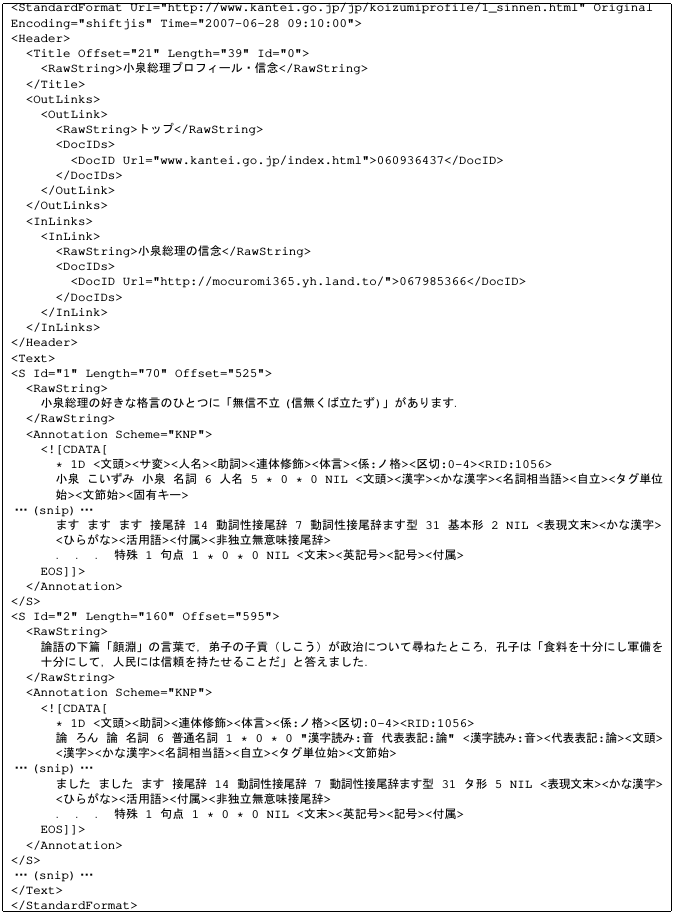 <StandardFormat Url="http://www.kantei.go.jp/jp/koizumiprofile/1_sinnen.html" Original
Encoding="shiftjis" Time="2007-06-28 09:10:00">
<Header>
<Title Offset="21" Length="39" Id="0">
<RawString>小泉総理プロフィール・信念</RawString>
</Title>
<OutLinks>
<OutLink>
<RawString>トップ</RawString>
<DocIDs>
<DocID Url="www.kantei.go.jp/index.html">060936437</DocID>
</DocIDs>
</OutLink>
</OutLinks>
<InLinks>
<InLink>
<RawString>小泉総理の信念</RawString>
<DocIDs>
<DocID Url="http://mocuromi365.yh.land.to/">067985366</DocID>
</DocIDs>
</InLink>
</InLinks>
</Header>
<Text>
<S Id="1" Length="70" Offset="525">
<RawString>
小泉総理の好きな格言のひとつに「無信不立 (信無くば立たず)」があります.
</RawString>
<Annotation Scheme="KNP">
<![CDATA[
* 1D <文頭><サ変><人名><助詞><連体修飾><体言><係:ノ格><区切:0-4><RID:1056>
小泉 こいずみ 小泉 名詞 6 人名 5 * 0 * 0 NIL <文頭><漢字><かな漢字><名詞相当語><自立><タグ単位
始><文節始><固有キー>
… (snip) …
ます ます ます 接尾辞 14 動詞性接尾辞 7 動詞性接尾辞ます型 31 基本形 2 NIL <表現文末><かな漢字>
<ひらがな><活用語><付属><非独立無意味接尾辞>
. . . 特殊 1 句点 1 * 0 * 0 NIL <文末><英記号><記号><付属>
EOS]]>
</Annotation>
</S>
<S Id="2" Length="160" Offset="595">
<RawString>
論語の下篇「顔淵」の言葉で, 弟子の子貢（しこう）が政治について尋ねたところ, 孔子は「食料を十分にし軍備を
十分にして, 人民には信頼を持たせることだ」と答えました.
</RawString>
<Annotation Scheme="KNP">
<![CDATA[
* 1D <文頭><助詞><連体修飾><体言><係:ノ格><区切:0-4><RID:1056>
論 ろん 論 名詞 6 普通名詞 1 * 0 * 0 "漢字読み:音 代表表記:論" <漢字読み:音><代表表記:論><文頭>
<漢字><かな漢字><名詞相当語><自立><タグ単位始><文節始>
… (snip) …
ました ました ます 接尾辞 14 動詞性接尾辞 7 動詞性接尾辞ます型 31 タ形 5 NIL <表現文末><かな漢字>
<ひらがな><活用語><付属><非独立無意味接尾辞>
. . . 特殊 1 句点 1 * 0 * 0 NIL <文末><英記号><記号><付属>
EOS]]>
</Annotation>
</S>
… (snip) …
</Text>
</StandardFormat>